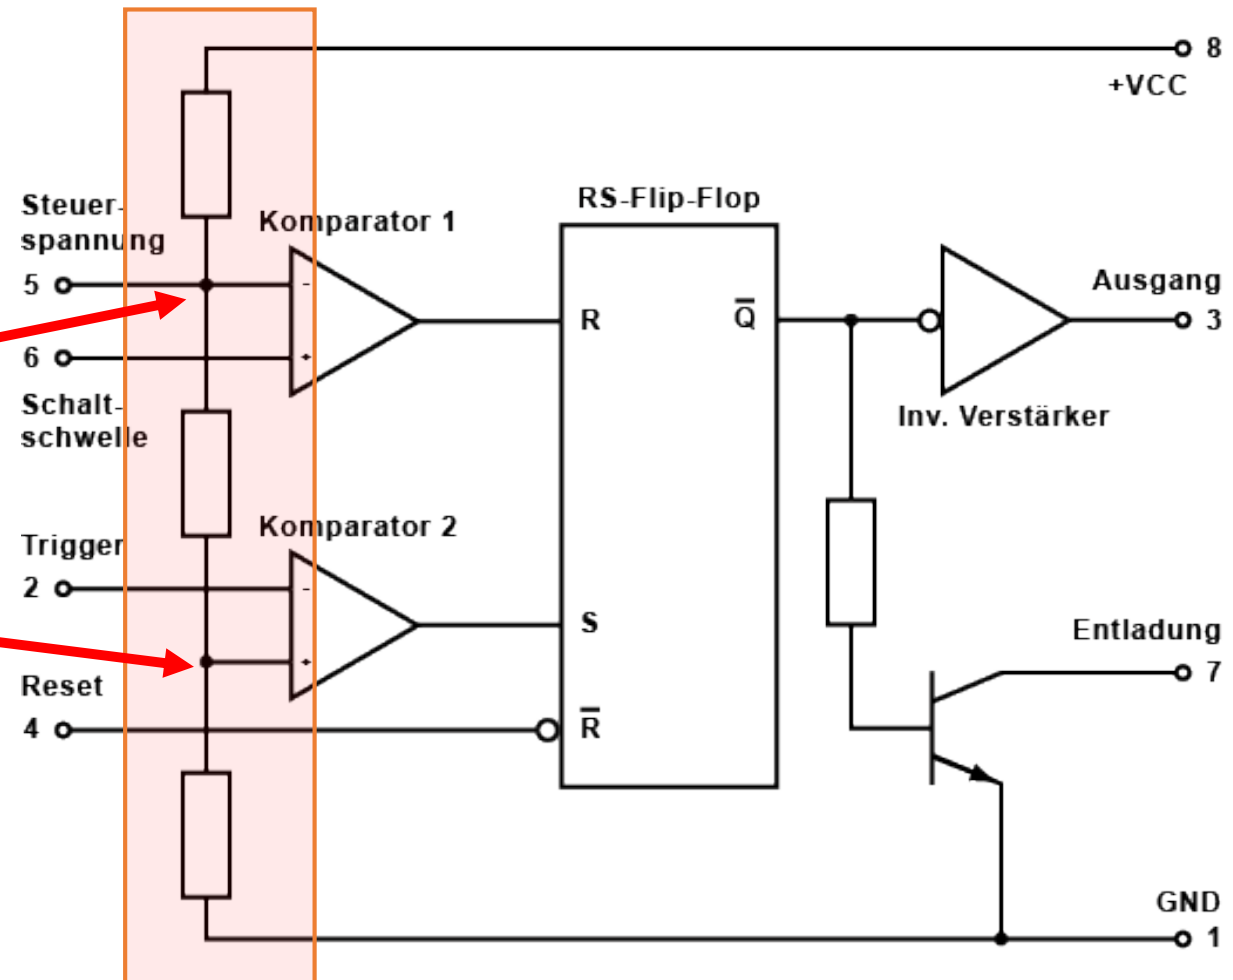 8
+VCC
RS-Flip-Flop
Steuer-
spannung
Komparator 1
5
-
Ausgang
R
Q̅
3
6
+
Schalt-
schwelle
Inv. Verstärker
Komparator 2
Trigger
2
-
S
Entladung
+
7
Reset
4
R̅
GND
1